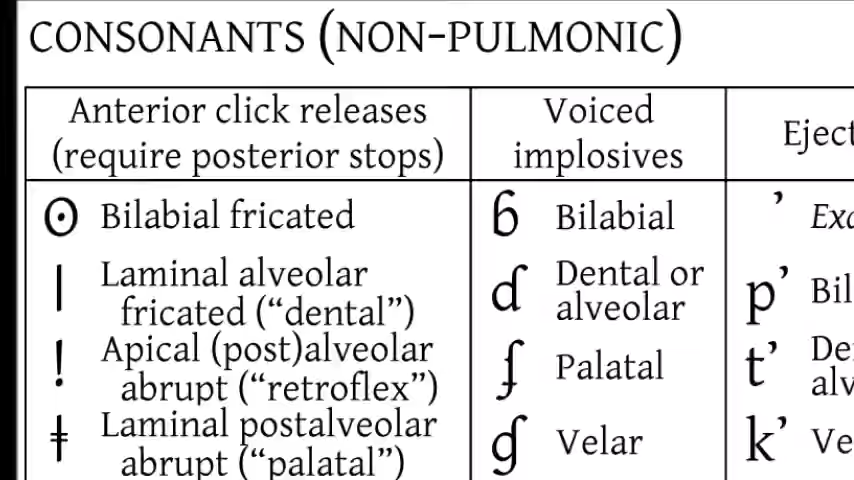 CONSONANTS (NON-PULMONIC)
Anterior click releases
(require posterior stops)
Voiced
implosives
ʘ Bilabial fricated
ǀ Laminal alveolar
fricated (“dental”)
ǃ Apical (post)alveolar
abrupt (“retroflex”)
ǂ Laminal postalveolar
abrupt (“palatal”)
ɓ Bilabial
ɗ Dental or
alveolar
ʄ Palatal
ɠ Velar
ʼ
pʼ
tʼ
kʼ